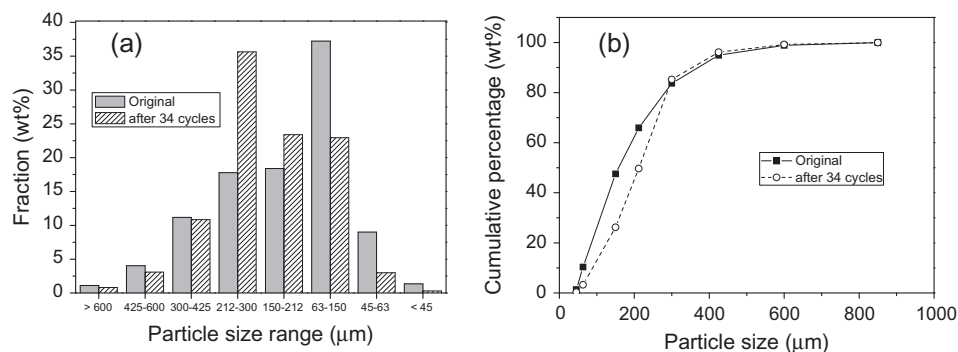 (a)
Fraction (wt%)
40
35
30
25
20
15
10
5
0
Original
after 34 cycles
> 600 425-600 300-425 212-300 150-212 63-150 45-63 < 45
Particle size range (μm)
(b)
Cumulative percentage (wt%)
100
80
60
40
20
0
Original
after 34 cycles
0 200 400 600 800 1000
Particle size (μm)